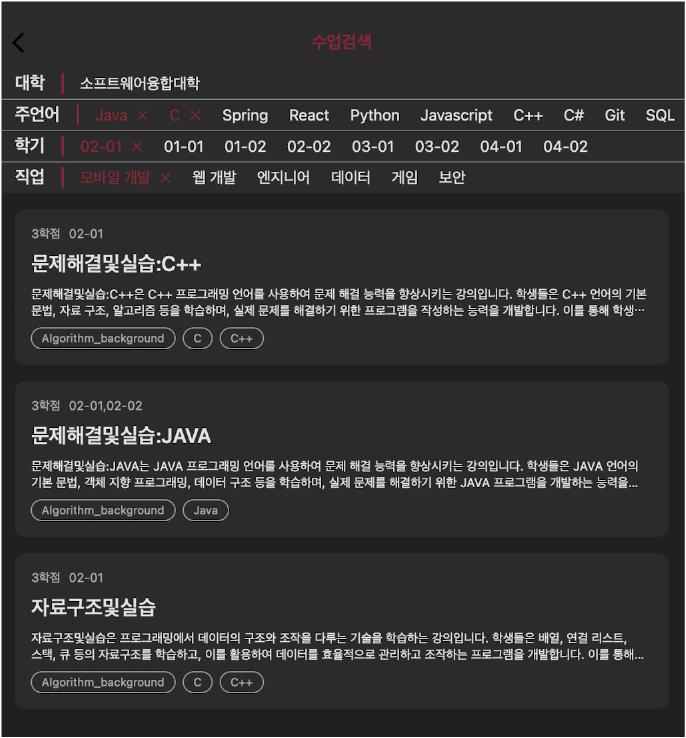 수업검색
대학 소프트웨어융합대학
주언어 Java × C × Spring React Python Javascript C++ C# Git SQL
학기 02-01 × 01-01 01-02 02-02 03-01 03-02 04-01 04-02
직업 모바일 개발 × 웹 개발 엔지니어 데이터 게임 보안
3학점 02-01
문제해결및실습:C++
문제해결및실습:C++은 C++ 프로그래밍 언어를 사용하여 문제 해결 능력을 향상시키는 강의입니다. 학생들은 C++ 언어의 기본
문법, 자료 구조, 알고리즘 등을 학습하며, 실제 문제를 해결하기 위한 프로그램을 작성하는 능력을 개발합니다. 이를 통해 학생…
Algorithm_background C C++
3학점 02-01,02-02
문제해결및실습:JAVA
문제해결및실습:JAVA는 JAVA 프로그래밍 언어를 사용하여 문제 해결 능력을 향상시키는 강의입니다. 학생들은 JAVA 언어의
기본 문법, 객체 지향 프로그래밍, 데이터 구조 등을 학습하며, 실제 문제를 해결하기 위한 JAVA 프로그램을 개발하는 능력을…
Algorithm_background Java
3학점 02-01
자료구조및실습
자료구조및실습은 프로그래밍에서 데이터의 구조와 조작을 다루는 기술을 학습하는 강의입니다. 학생들은 배열, 연결 리스트,
스택, 큐 등의 자료구조를 학습하고, 이를 활용하여 데이터를 효율적으로 관리하고 조작하는 프로그램을 개발합니다. 이를 통해…
Algorithm_background C C++